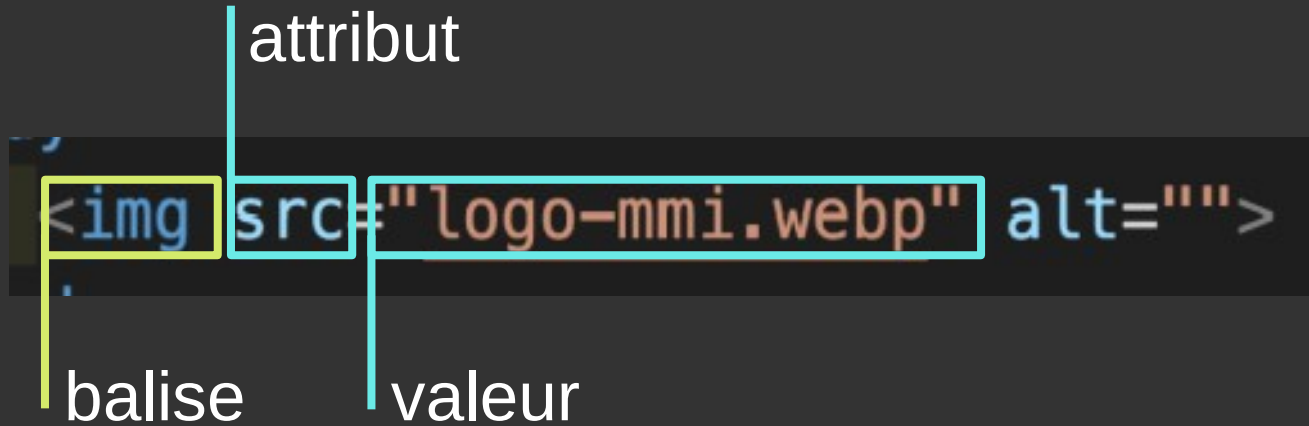 attribut
<img src="logo-mmi.webp" alt="">
balise
valeur